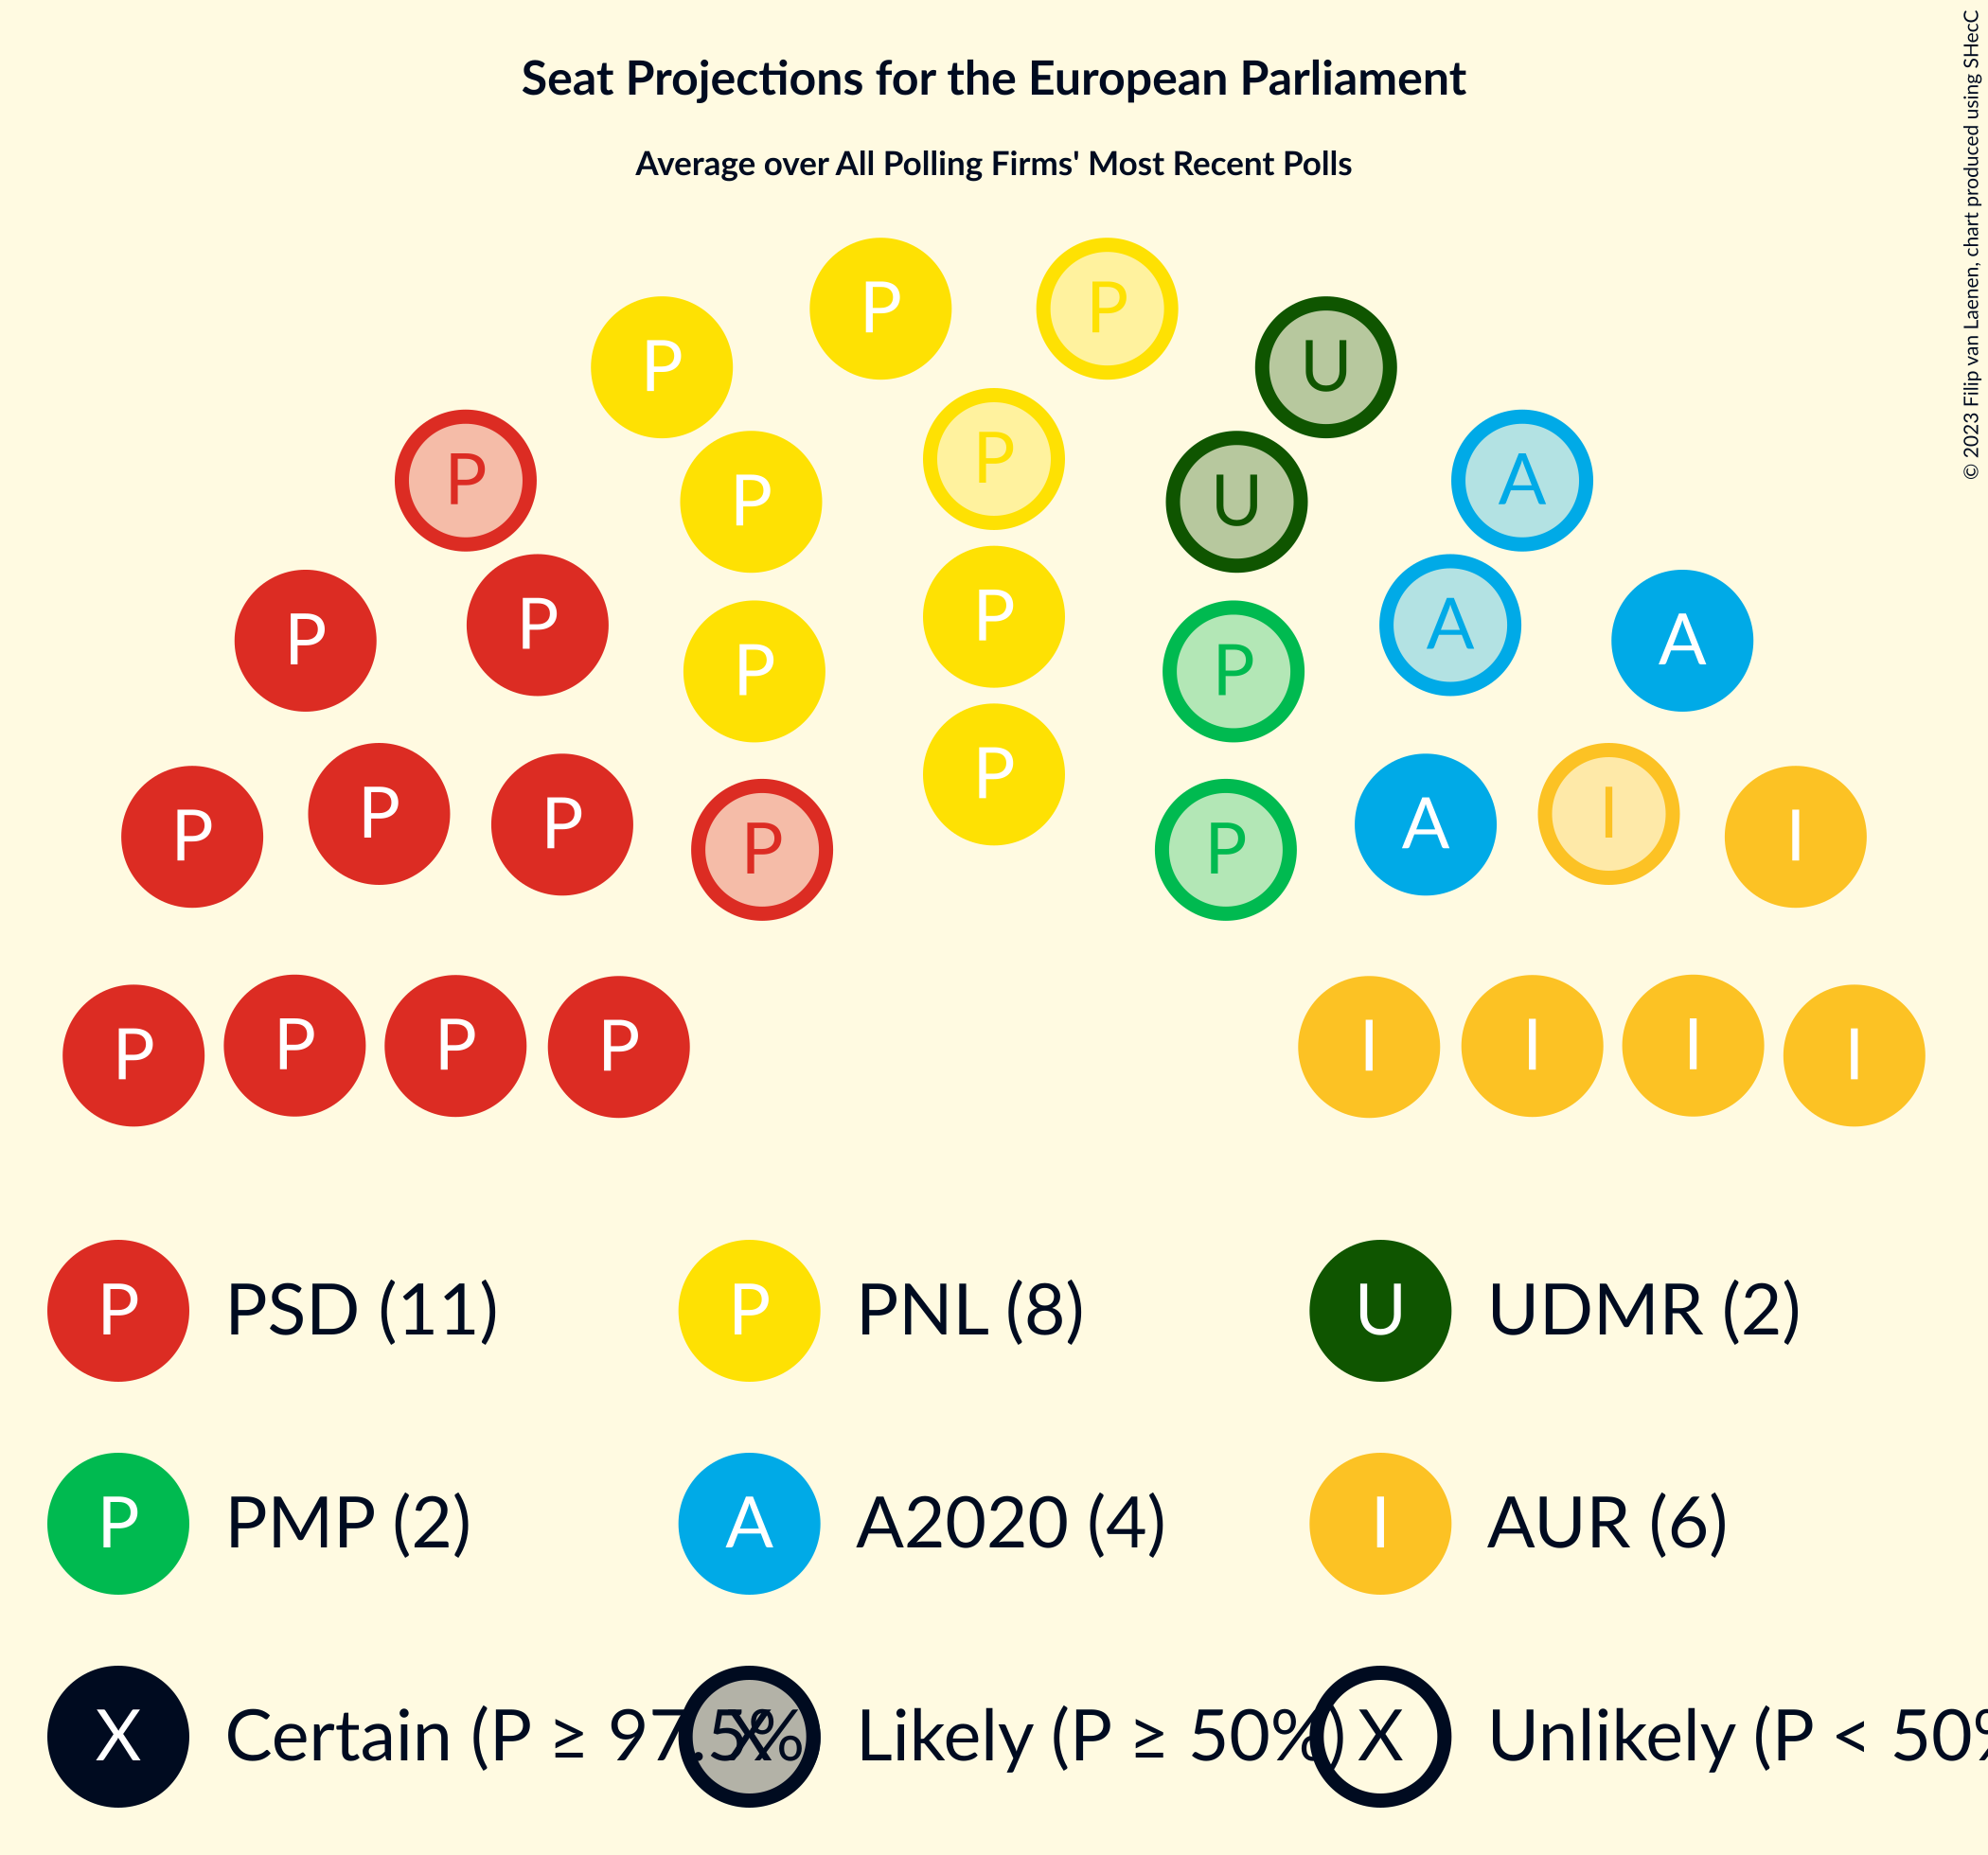 Seat Projections for the European Parliament
Average over All Polling Firms' Most Recent Polls
© 2023 Filip van Laenen, chart produced using SHecC
P P
P U
P P A
P U
P P A
P P A
P P
P P P I I
P P A
P P
P P P P I I I I
P PSD (11) P PNL (8) U UDMR (2)
P PMP (2) A A2020 (4) I AUR (6)
X Certain (P ≥ 97.5% X Likely (P ≥ 50%) X Unlikely (P < 50%